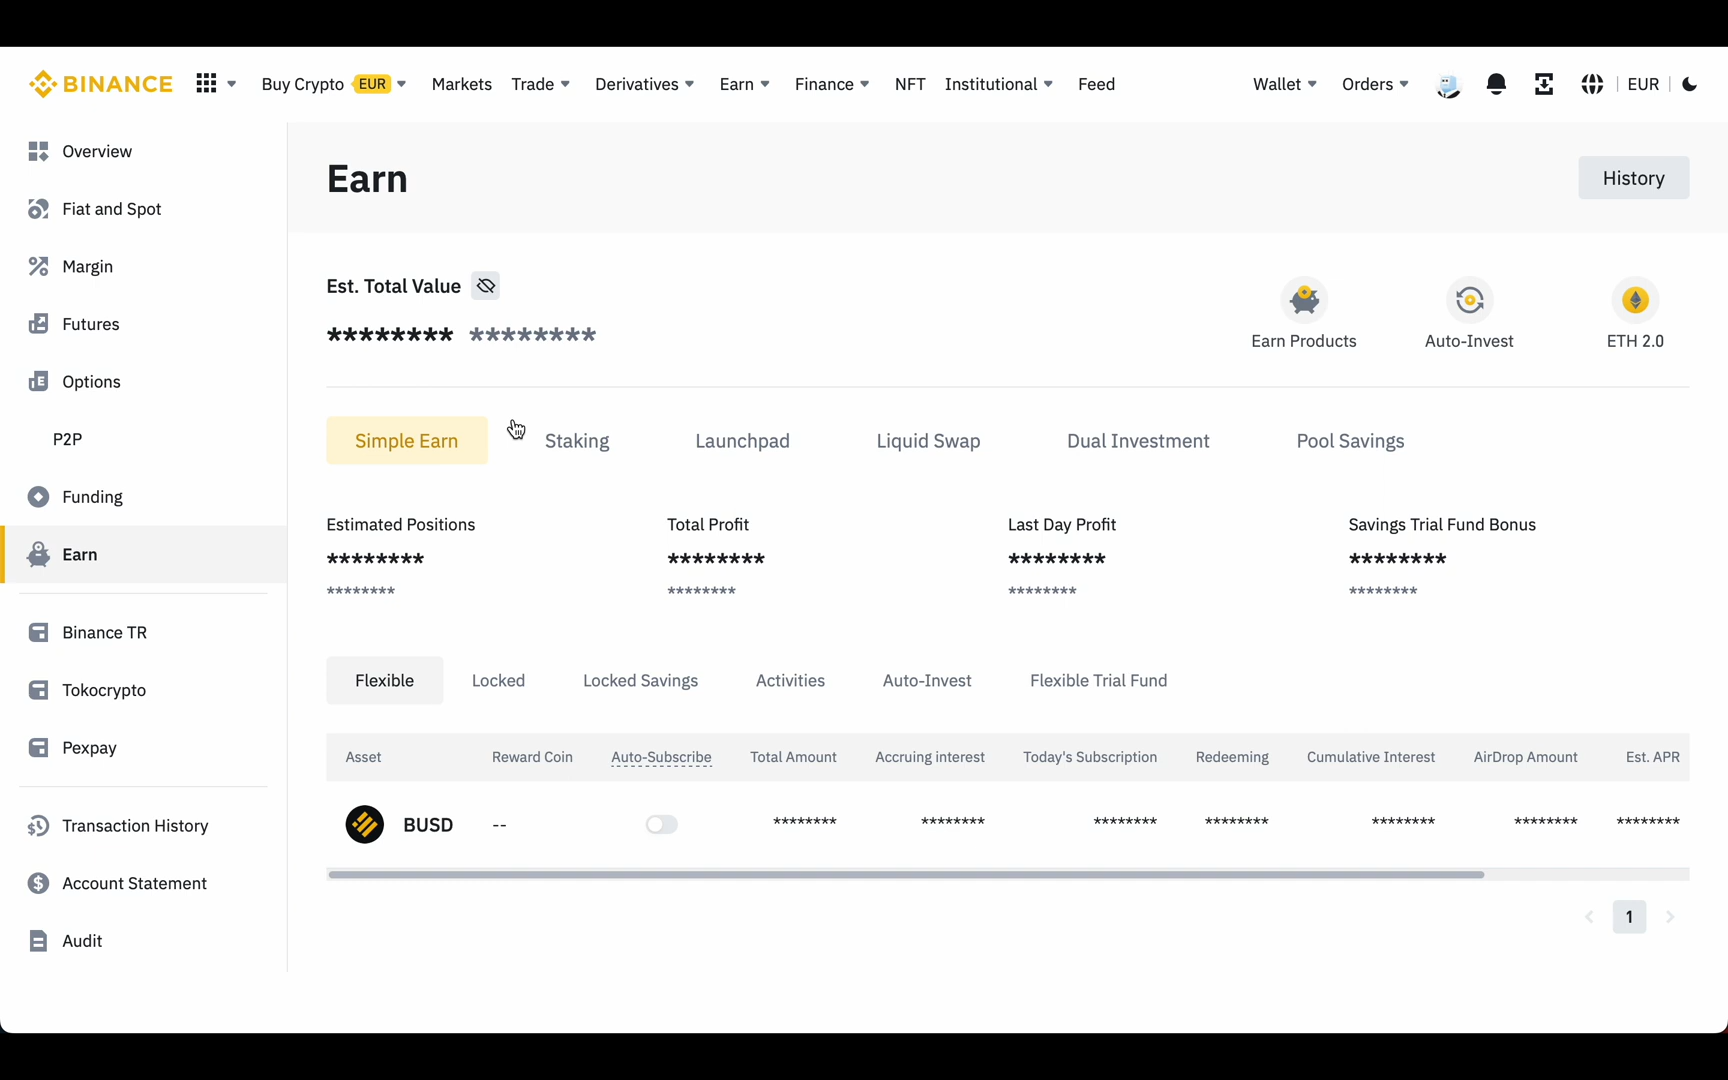 BINANCE
Buy Crypto EUR Markets Trade Derivatives Earn Finance NFT Institutional Feed Wallet Orders EUR
Overview
Fiat and Spot
Margin
Futures
Options
P2P
Funding
Earn
Binance TR
Tokocrypto
Pexpay
Transaction History
Account Statement
Audit
Earn
History
Est. Total Value
******** ********
Earn Products Auto-Invest ETH 2.0
Simple Earn Staking Launchpad Liquid Swap Dual Investment Pool Savings
Estimated Positions Total Profit Last Day Profit Savings Trial Fund Bonus
******** ******** ******** ********
******** ******** ******** ********
Flexible Locked Locked Savings Activities Auto-Invest Flexible Trial Fund
Asset Reward Coin Auto-Subscribe Total Amount Accruing interest Today's Subscription Redeeming Cumulative Interest AirDrop Amount Est. APR
BUSD -- ******** ******** ******** ******** ******** ******** ********
1